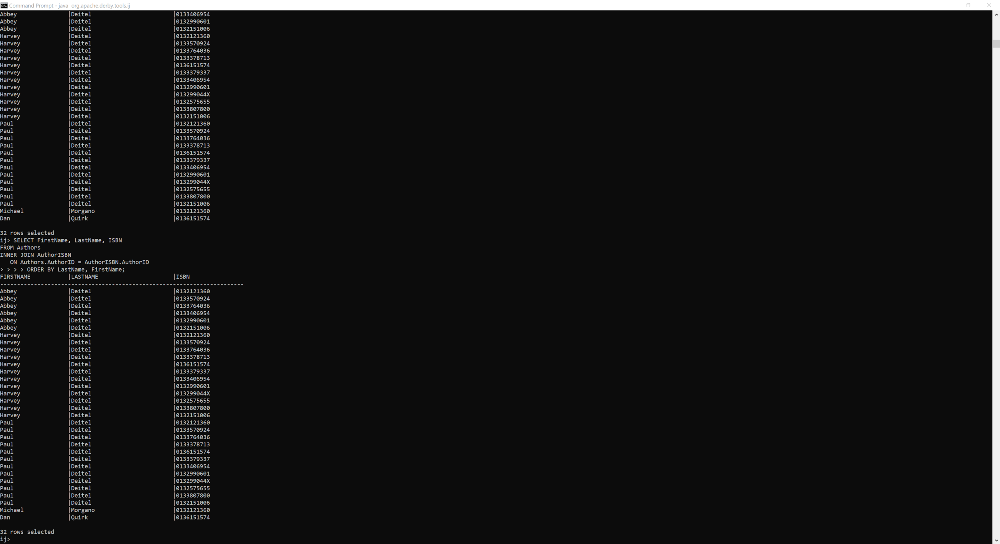 Command Prompt - java  org.apache.derby.tools.ij
Abbey               |Deitel                        |0133406954
Abbey               |Deitel                        |0132990601
Abbey               |Deitel                        |0132151006
Harvey              |Deitel                        |0132121360
Harvey              |Deitel                        |0133570924
Harvey              |Deitel                        |0133764036
Harvey              |Deitel                        |0133378713
Harvey              |Deitel                        |0136151574
Harvey              |Deitel                        |0133379337
Harvey              |Deitel                        |0133406954
Harvey              |Deitel                        |0132990601
Harvey              |Deitel                        |013299044X
Harvey              |Deitel                        |0132575655
Harvey              |Deitel                        |0133807800
Harvey              |Deitel                        |0132151006
Paul                |Deitel                        |0132121360
Paul                |Deitel                        |0133570924
Paul                |Deitel                        |0133764036
Paul                |Deitel                        |0133378713
Paul                |Deitel                        |0136151574
Paul                |Deitel                        |0133379337
Paul                |Deitel                        |0133406954
Paul                |Deitel                        |0132990601
Paul                |Deitel                        |013299044X
Paul                |Deitel                        |0132575655
Paul                |Deitel                        |0133807800
Paul                |Deitel                        |0132151006
Michael             |Morgano                       |0132121360
Dan                 |Quirk                         |0136151574
32 rows selected
ij> SELECT FirstName, LastName, ISBN
FROM Authors
INNER JOIN AuthorISBN
   ON Authors.AuthorID = AuthorISBN.AuthorID
> > > > ORDER BY LastName, FirstName;
FIRSTNAME           |LASTNAME                      |ISBN
------------------------------------------------------------------------
Abbey               |Deitel                        |0132121360
Abbey               |Deitel                        |0133570924
Abbey               |Deitel                        |0133764036
Abbey               |Deitel                        |0133406954
Abbey               |Deitel                        |0132990601
Abbey               |Deitel                        |0132151006
Harvey              |Deitel                        |0132121360
Harvey              |Deitel                        |0133570924
Harvey              |Deitel                        |0133764036
Harvey              |Deitel                        |0133378713
Harvey              |Deitel                        |0136151574
Harvey              |Deitel                        |0133379337
Harvey              |Deitel                        |0133406954
Harvey              |Deitel                        |0132990601
Harvey              |Deitel                        |013299044X
Harvey              |Deitel                        |0132575655
Harvey              |Deitel                        |0133807800
Harvey              |Deitel                        |0132151006
Paul                |Deitel                        |0132121360
Paul                |Deitel                        |0133570924
Paul                |Deitel                        |0133764036
Paul                |Deitel                        |0133378713
Paul                |Deitel                        |0136151574
Paul                |Deitel                        |0133379337
Paul                |Deitel                        |0133406954
Paul                |Deitel                        |0132990601
Paul                |Deitel                        |013299044X
Paul                |Deitel                        |0132575655
Paul                |Deitel                        |0133807800
Paul                |Deitel                        |0132151006
Michael             |Morgano                       |0132121360
Dan                 |Quirk                         |0136151574
32 rows selected
ij>